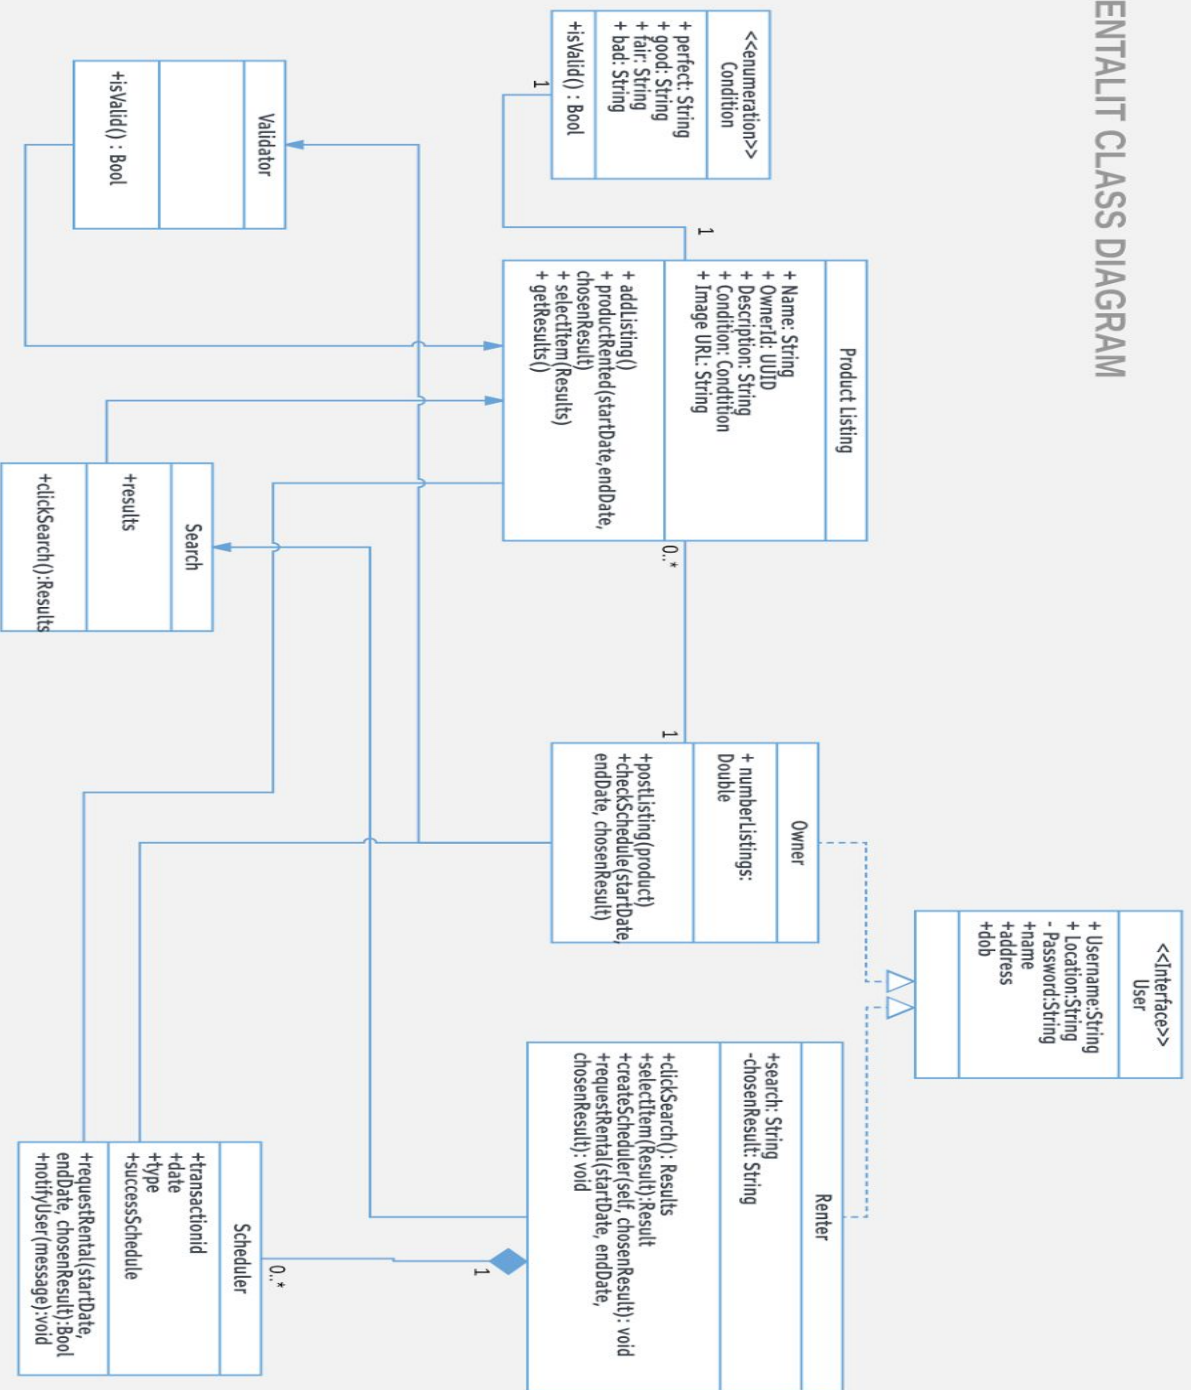 ENTALIT CLASS DIAGRAM
<<Interface>>
User
+ Username:String
+ Location:String
- Password:String
+name
+address
+dob
Product Listing
+ Name: String
+ OwnerId: UUID
+ Description: String
+ Condition: Condtition
+ Image URL: String
+ addListing()
+ productRented(startDate,endDate,
chosenResult)
+ selectItem(Results)
+ getResults()
1
0..*
1
Owner
+ numberListings:
Double
+postListing(product)
+checkSchedule(startDate,
endDate, chosenResult)
Renter
+search: String
-chosenResult: String
+clickSearch(): Results
+selectItem(Result):Result
+createScheduler(self, chosenResult): void
+requestRental(startDate, endDate,
chosenResult): void
1
0..*
<<enumeration>>
Condition
+ perfect: String
+ good: String
+ fair: String
+ bad: String
+isValid() : Bool
1
Validator
+isValid() : Bool
Search
+results
+clickSearch():Results
Scheduler
+transactionid
+date
+type
+successSchedule
+requestRental(startDate,
endDate, chosenResult):Bool
+notifyUser(message):void